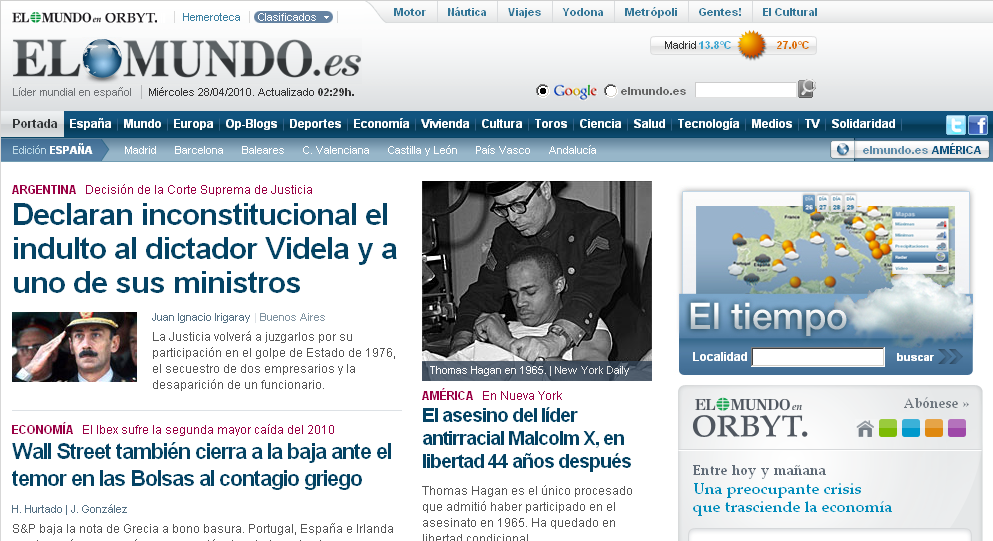 EL MUNDO en ORBYT.
Hemeroteca
Clasificados
Motor
Náutica
Viajes
Yodona
Metrópoli
Gentes!
El Cultural
EL MUNDO.es
Líder mundial en español
Miércoles 28/04/2010. Actualizado 02:29h.
Madrid 13.8°C
27.0°C
Google
elmundo.es
Portada España Mundo Europa Op-Blogs Deportes Economía Vivienda Cultura Toros Ciencia Salud Tecnología Medios TV Solidaridad
Edición ESPAÑA
Madrid Barcelona Baleares C. Valenciana Castilla y León País Vasco Andalucía
elmundo.es AMÉRICA
ARGENTINA Decisión de la Corte Suprema de Justicia
Declaran inconstitucional el
indulto al dictador Videla y a
uno de sus ministros
Juan Ignacio Irigaray | Buenos Aires
La Justicia volverá a juzgarlos por su
participación en el golpe de Estado de 1976,
el secuestro de dos empresarios y la
desaparición de un funcionario.
ECONOMÍA El Ibex sufre la segunda mayor caída del 2010
Wall Street también cierra a la baja ante el
temor en las Bolsas al contagio griego
H. Hurtado | J. González
S&P baja la nota de Grecia a bono basura. Portugal, España e Irlanda
Thomas Hagan en 1965. | New York Daily
AMÉRICA En Nueva York
El asesino del líder
antirracial Malcolm X, en
libertad 44 años después
Thomas Hagan es el único procesado
que admitió haber participado en el
asesinato en 1965. Ha quedado en
libertad condicional
Mapas
El tiempo
Localidad
buscar
EL MUNDO en
ORBYT.
Abónese »
Entre hoy y mañana
Una preocupante crisis
que trasciende la economía